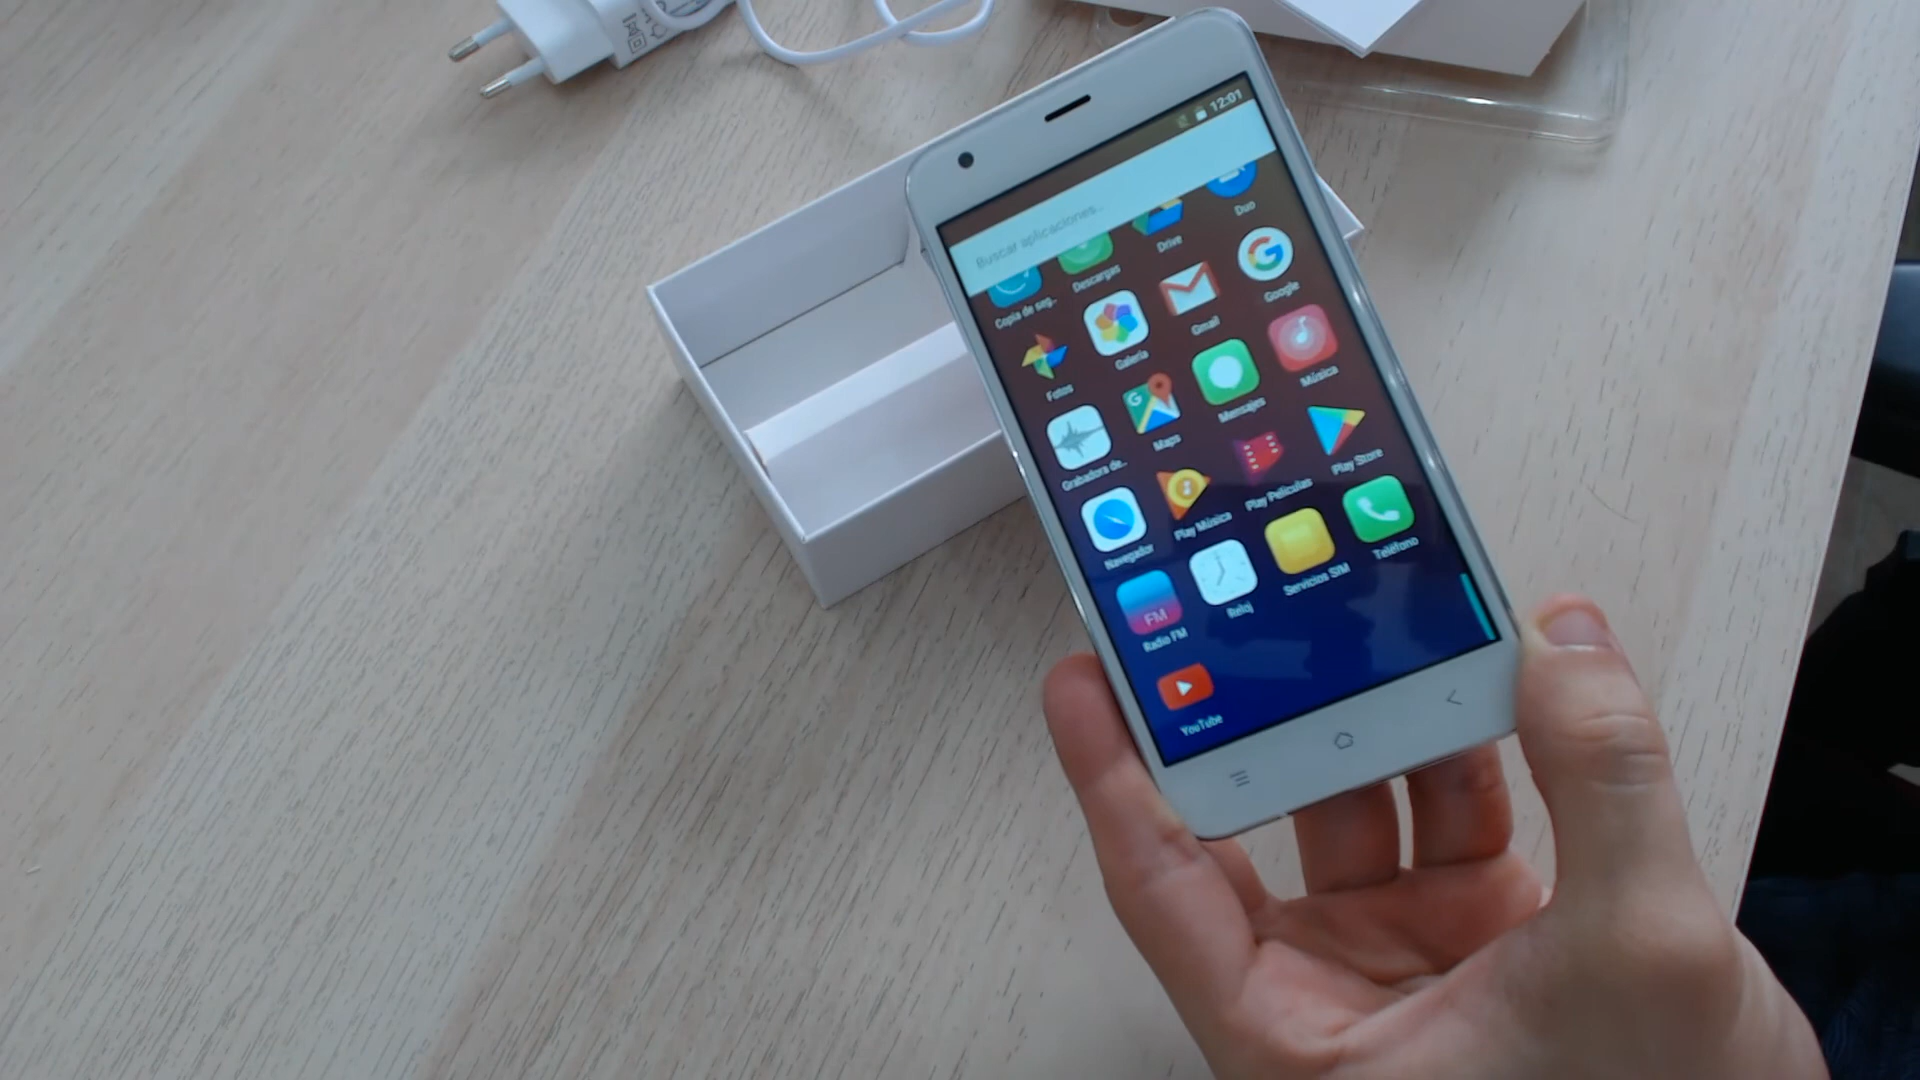 12:01
Buscar aplicaciones..
Copia de seg..
Descargas
Drive
Duo
Fotos
Galería
Gmail
Google
Grabadora de..
Maps
Mensajes
Música
Navegador
Play Música
Play Películas
Play Store
FM
Radio FM
Reloj
Servicios SIM
Teléfono
YouTube